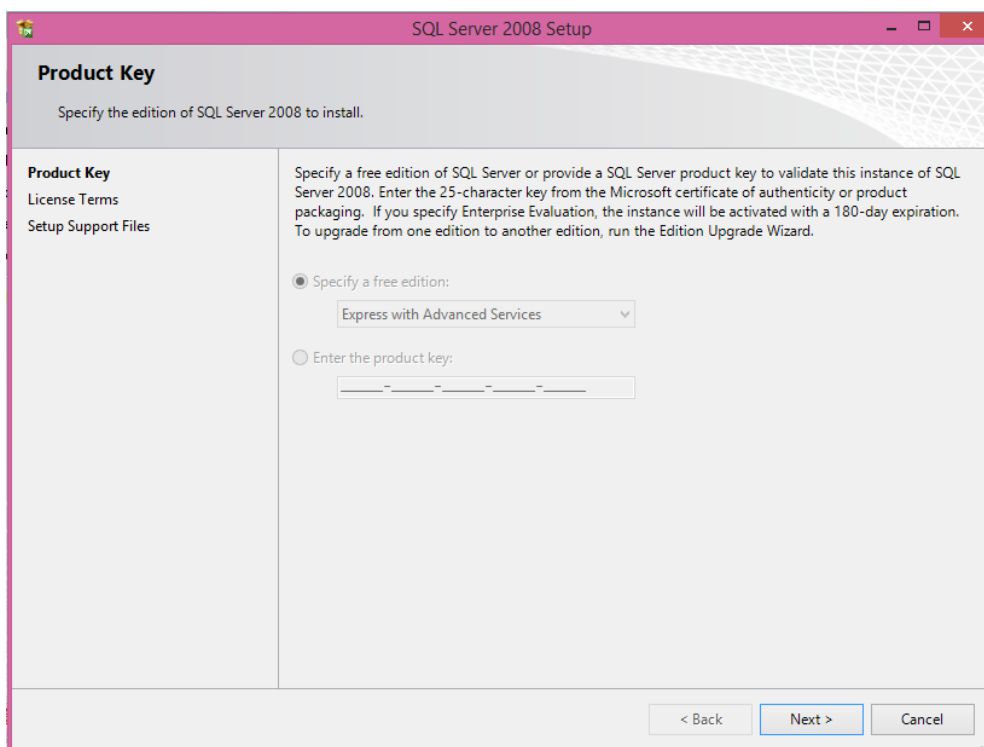 SQL Server 2008 Setup
Product Key
Specify the edition of SQL Server 2008 to install.
Product Key
License Terms
Setup Support Files
Specify a free edition of SQL Server or provide a SQL Server product key to validate this instance of SQL
Server 2008. Enter the 25-character key from the Microsoft certificate of authenticity or product
packaging.  If you specify Enterprise Evaluation, the instance will be activated with a 180-day expiration.
To upgrade from one edition to another edition, run the Edition Upgrade Wizard.
Specify a free edition:
Express with Advanced Services
Enter the product key:
_____-_____-_____-_____-_____
< Back
Next >
Cancel